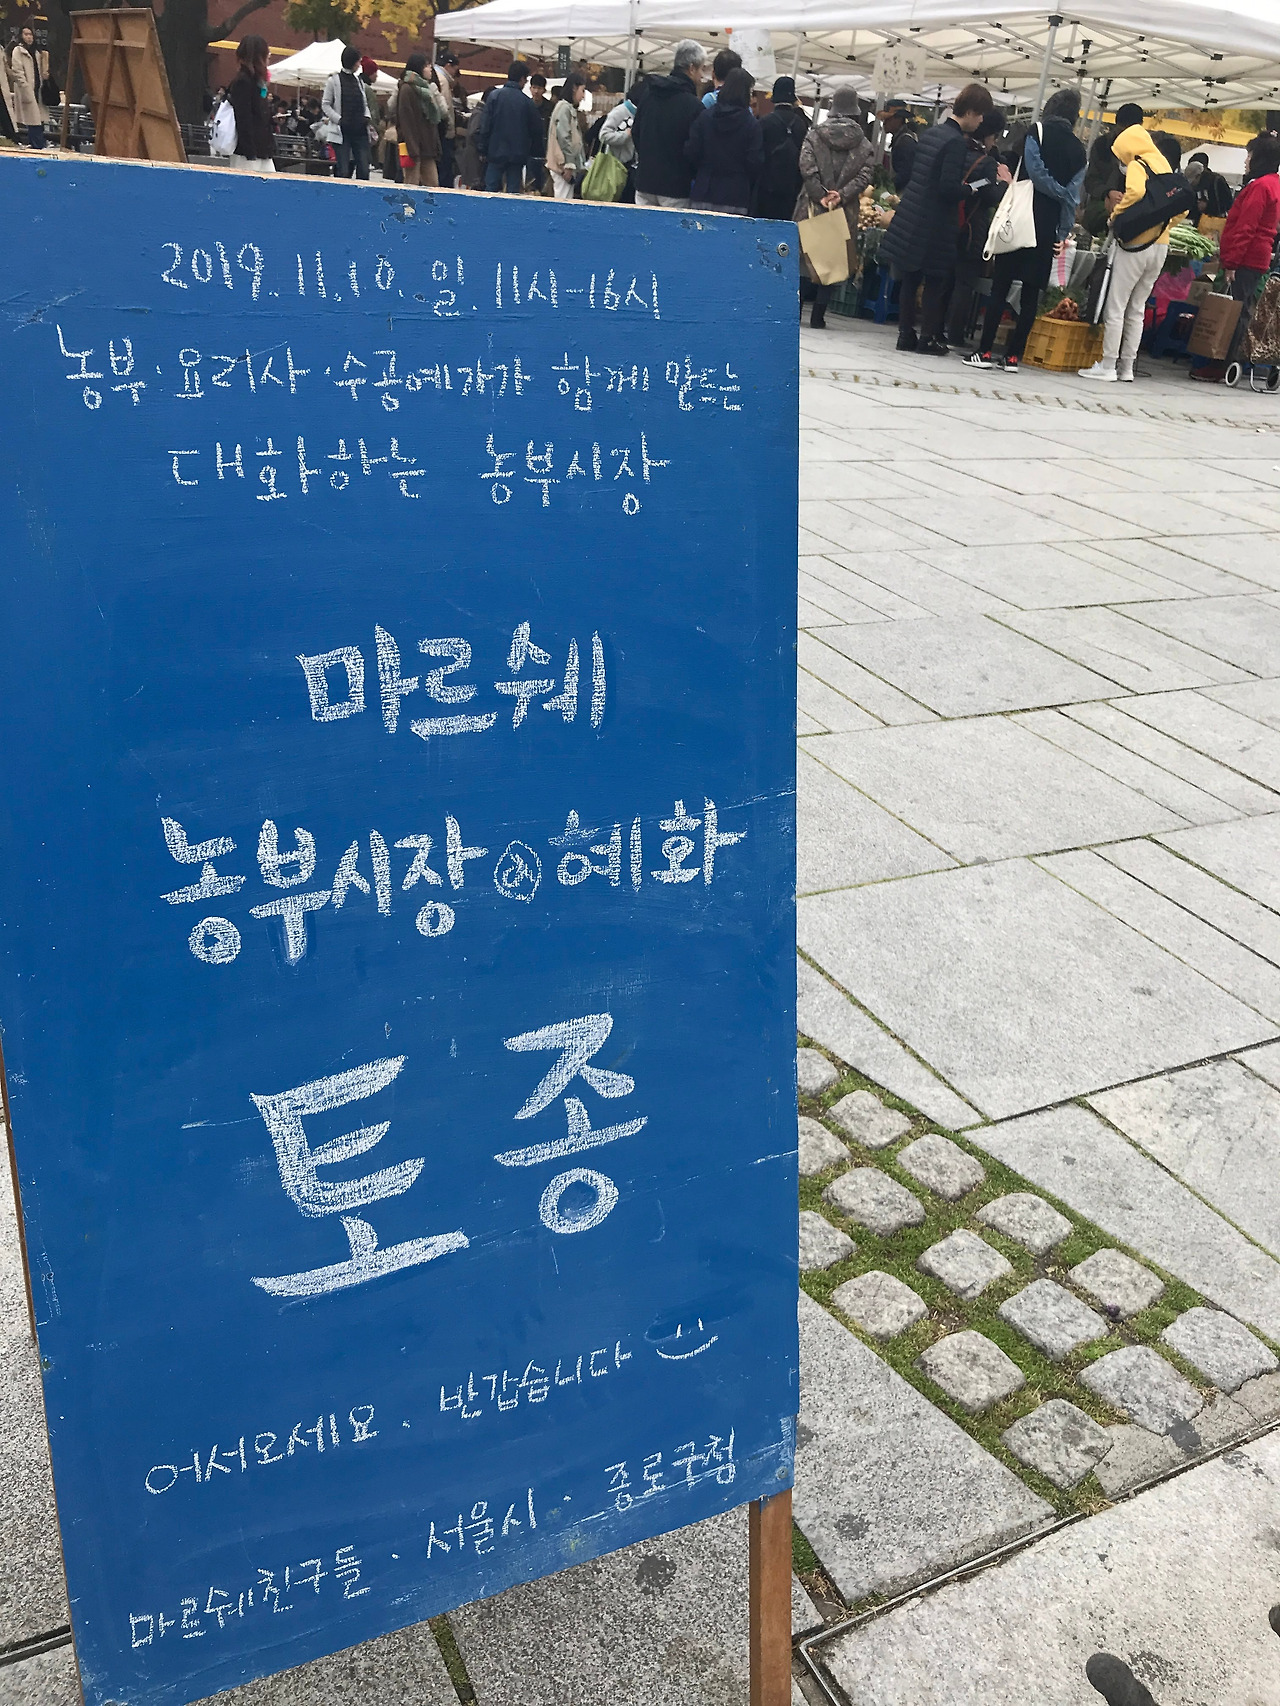 2019.11.10. 일. 11시-16시
농부·요리사·수공예가가 함께 만드는
대화하는 농부시장
마르쉐
농부시장@혜화
토종
어서오세요. 반갑습니다
마르쉐친구들·서울시·종로구청